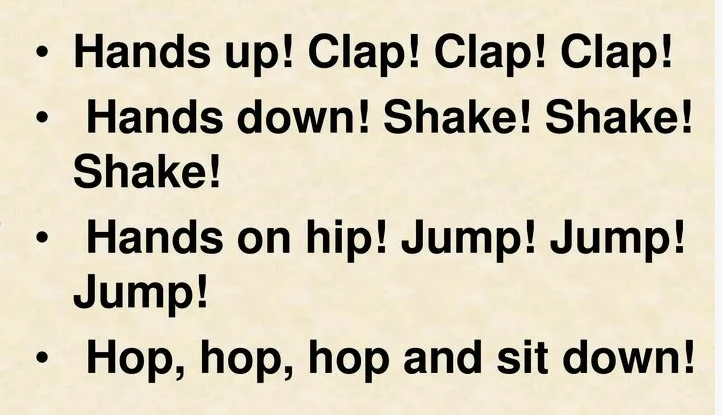 • Hands up! Clap! Clap! Clap!
• Hands down! Shake! Shake!
Shake!
• Hands on hip! Jump! Jump!
Jump!
• Hop, hop, hop and sit down!